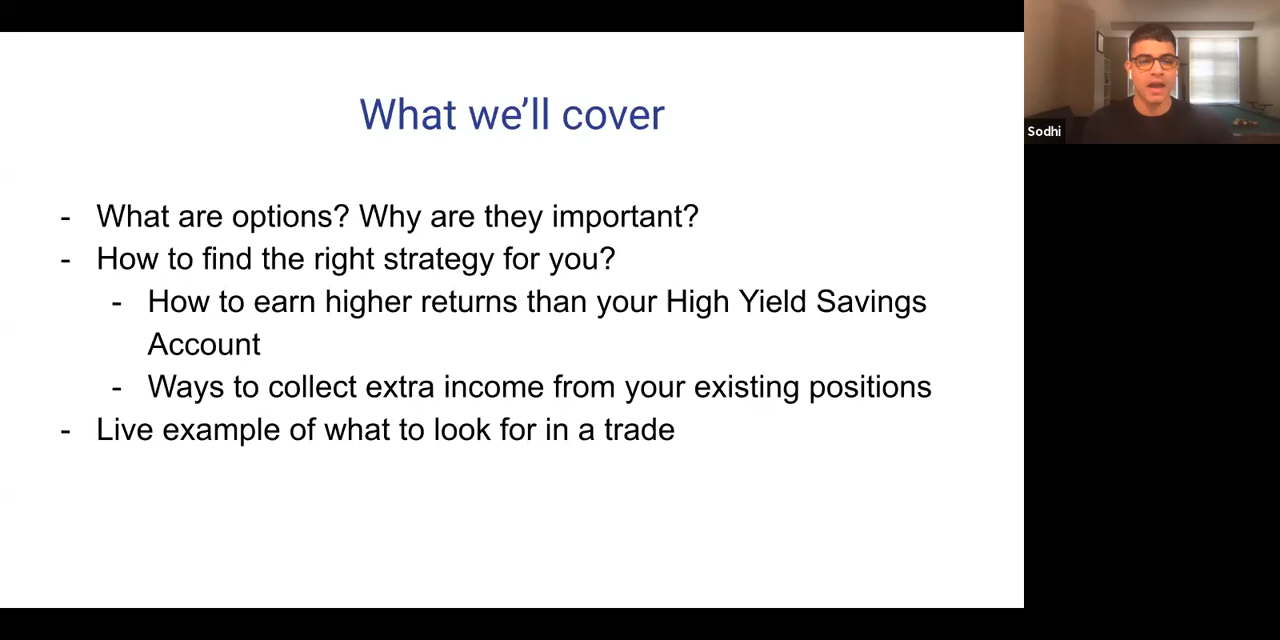 What we'll cover
- What are options? Why are they important?
- How to find the right strategy for you?
- How to earn higher returns than your High Yield Savings
Account
- Ways to collect extra income from your existing positions
- Live example of what to look for in a trade
Sodhi